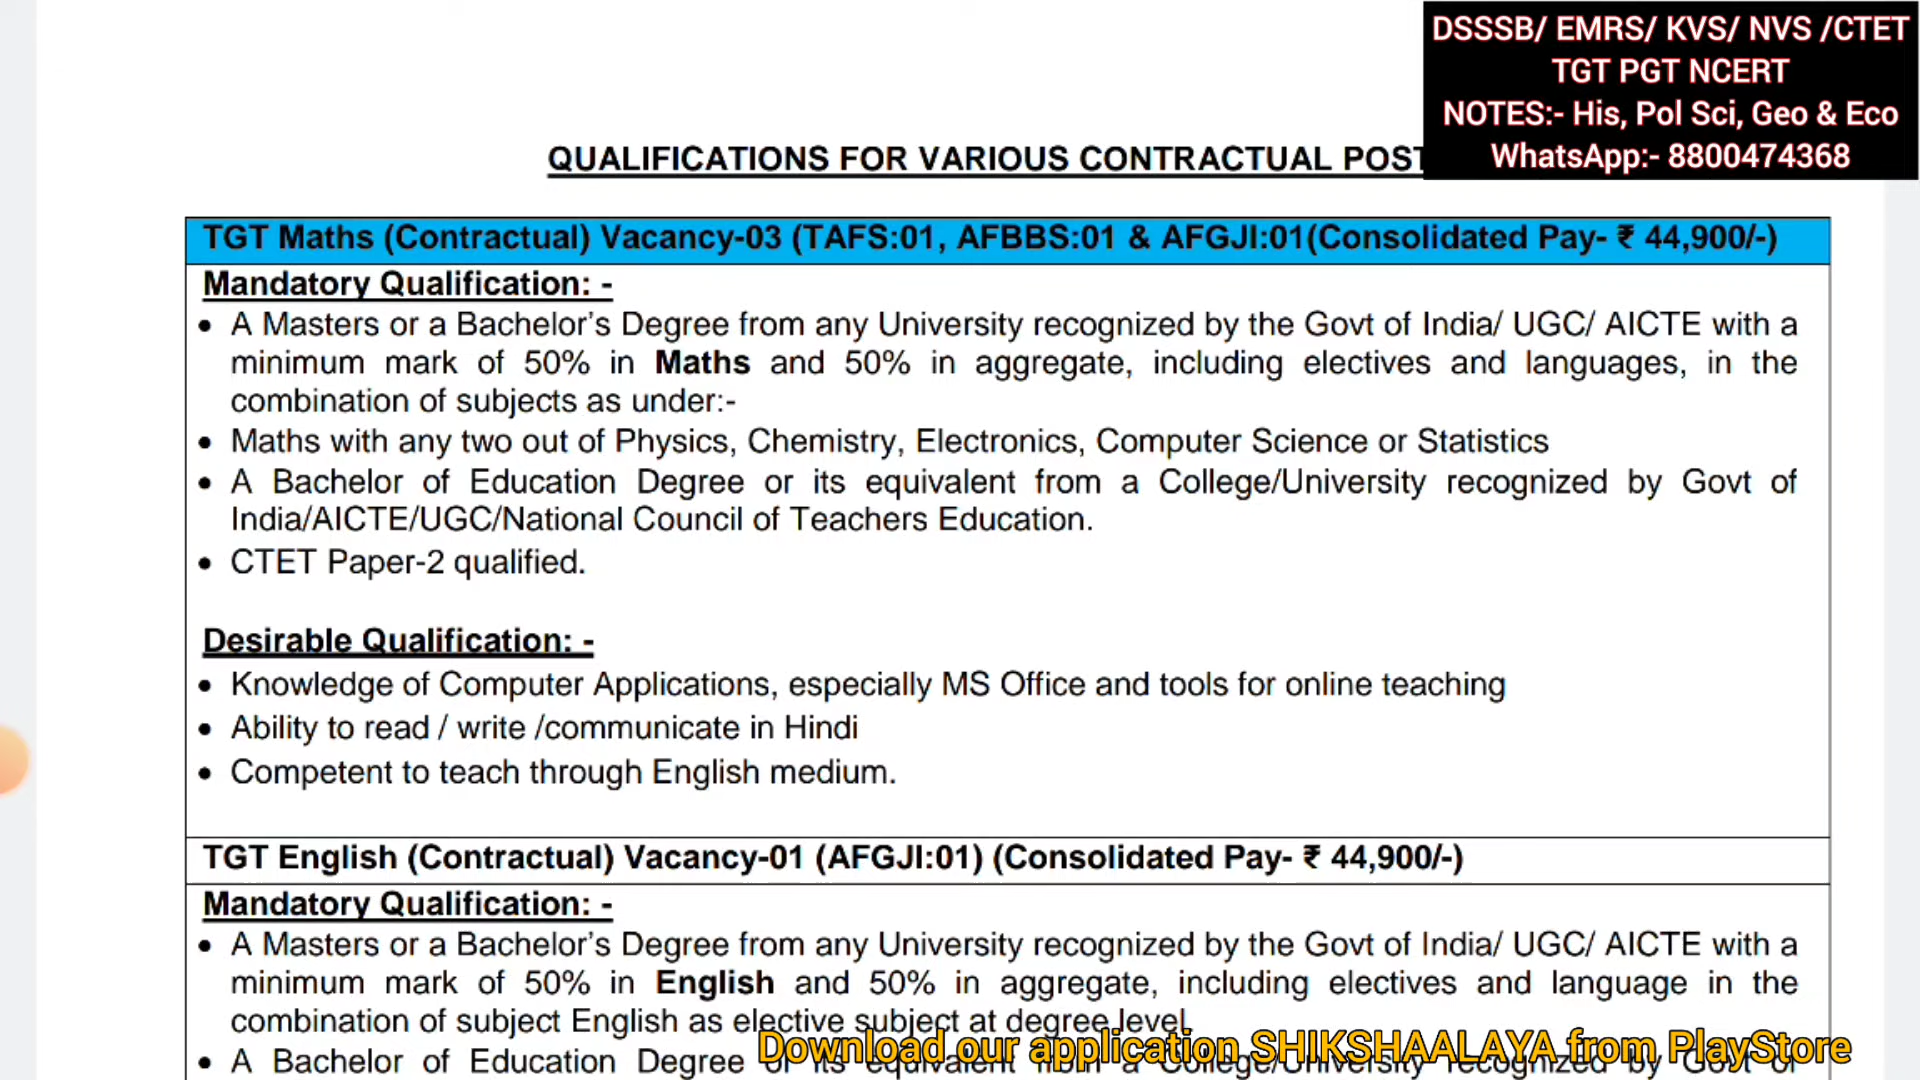 DSSSB/ EMRS/ KVS/ NVS /CTET
TGT PGT NCERT
NOTES:- His, Pol Sci, Geo & Eco
WhatsApp:- 8800474368
QUALIFICATIONS FOR VARIOUS CONTRACTUAL POST
TGT Maths (Contractual) Vacancy-03 (TAFS:01, AFBBS:01 & AFGJI:01(Consolidated Pay- ₹ 44,900/-)
Mandatory Qualification: -
• A Masters or a Bachelor’s Degree from any University recognized by the Govt of India/ UGC/ AICTE with a
minimum mark of 50% in Maths and 50% in aggregate, including electives and languages, in the
combination of subjects as under:-
• Maths with any two out of Physics, Chemistry, Electronics, Computer Science or Statistics
• A Bachelor of Education Degree or its equivalent from a College/University recognized by Govt of
India/AICTE/UGC/National Council of Teachers Education.
• CTET Paper-2 qualified.
Desirable Qualification: -
• Knowledge of Computer Applications, especially MS Office and tools for online teaching
• Ability to read / write /communicate in Hindi
• Competent to teach through English medium.
TGT English (Contractual) Vacancy-01 (AFGJI:01) (Consolidated Pay- ₹ 44,900/-)
Mandatory Qualification: -
• A Masters or a Bachelor’s Degree from any University recognized by the Govt of India/ UGC/ AICTE with a
minimum mark of 50% in English and 50% in aggregate, including electives and language in the
combination of subject English as elective subject at degree level.
• A Bachelor of Education Degree or its equivalent from a College/University recognized by Govt of
Download our application SHIKSHAALAYA from PlayStore